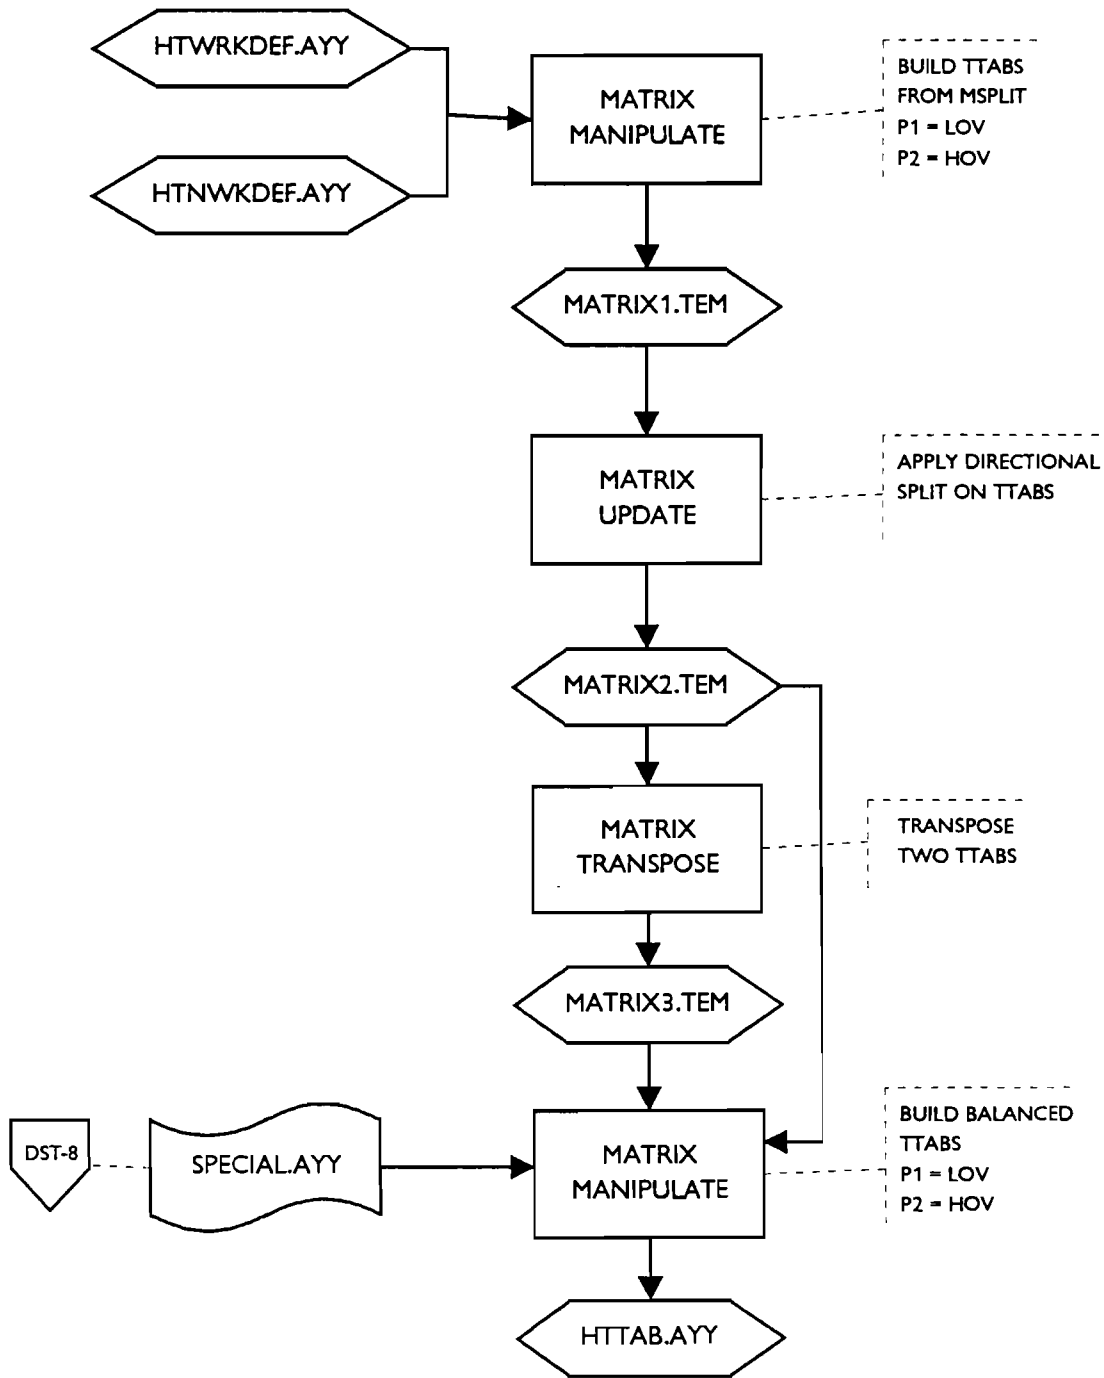 HTWRKDEF.AYY
HTNWKDEF.AYY
MATRIX
MANIPULATE
BUILD TTABS
FROM MSPLIT
P1 = LOV
P2 = HOV
MATRIX1.TEM
MATRIX
UPDATE
APPLY DIRECTIONAL
SPLIT ON TTABS
MATRIX2.TEM
MATRIX
TRANSPOSE
TRANSPOSE
TWO TTABS
MATRIX3.TEM
DST-8
SPECIAL.AYY
MATRIX
MANIPULATE
BUILD BALANCED
TTABS
P1 = LOV
P2 = HOV
HTTAB.AYY